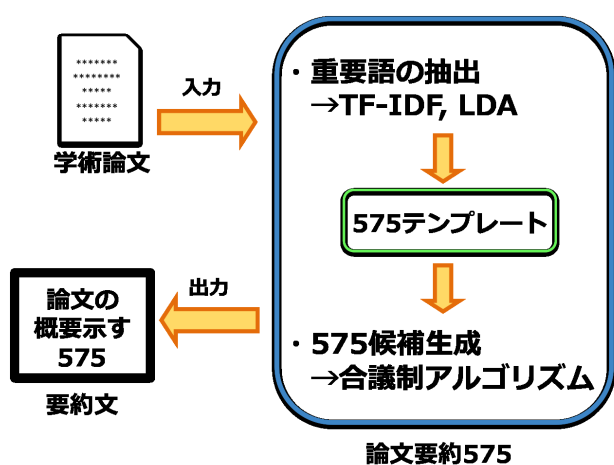 *******
********
*****
*******
*****
学術論文
入力
・重要語の抽出
→TF-IDF, LDA
575テンプレート
・575候補生成
→合議制アルゴリズム
論文要約575
出力
論文の
概要示す
575
要約文